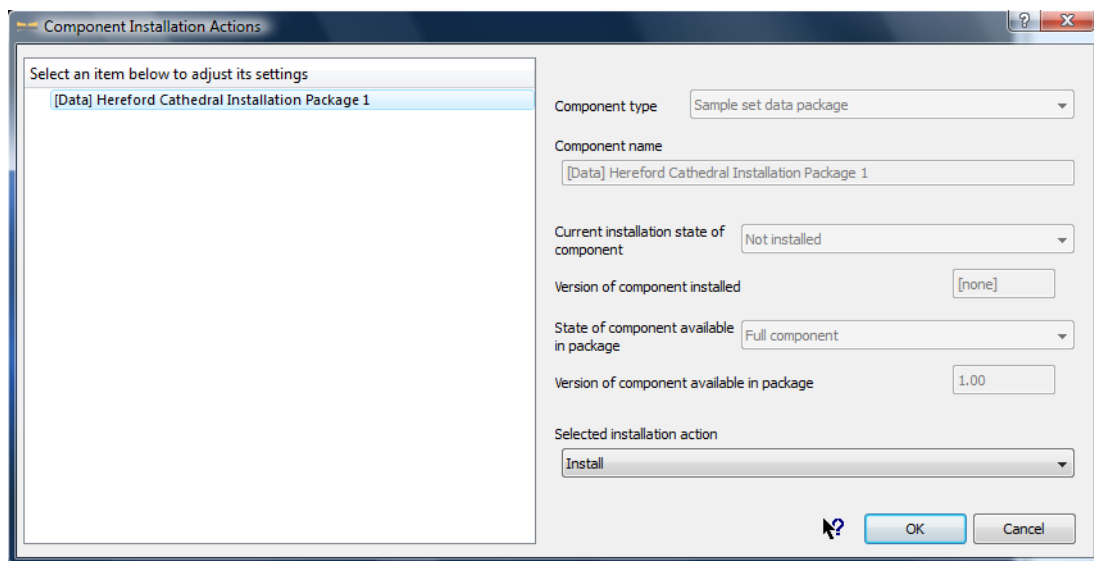 Component Installation Actions
Select an item below to adjust its settings
[Data] Hereford Cathedral Installation Package 1
Component type
Sample set data package
Component name
[Data] Hereford Cathedral Installation Package 1
Current installation state of
component
Not installed
Version of component installed
[none]
State of component available
in package
Full component
Version of component available in package
1.00
Selected installation action
Install
OK
Cancel